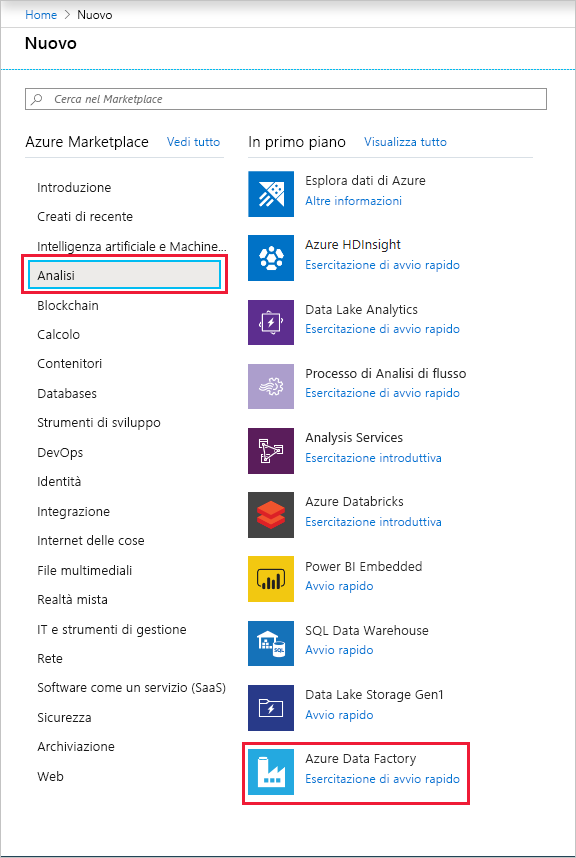 Home > Nuovo
Nuovo
Cerca nel Marketplace
Azure Marketplace Vedi tutto
Introduzione
Creati di recente
Intelligenza artificiale e Machine...
Analisi
Blockchain
Calcolo
Contenitori
Databases
Strumenti di sviluppo
DevOps
Identità
Integrazione
Internet delle cose
File multimediali
Realtà mista
IT e strumenti di gestione
Rete
Software come un servizio (SaaS)
Sicurezza
Archiviazione
Web
In primo piano Visualizza tutto
Esplora dati di Azure
Altre informazioni
Azure HDInsight
Esercitazione di avvio rapido
Data Lake Analytics
Esercitazione di avvio rapido
Processo di Analisi di flusso
Esercitazione di avvio rapido
Analysis Services
Esercitazione introduttiva
Azure Databricks
Esercitazione introduttiva
Power BI Embedded
Avvio rapido
SQL
SQL Data Warehouse
Avvio rapido
Data Lake Storage Gen1
Avvio rapido
Azure Data Factory
Esercitazione di avvio rapido